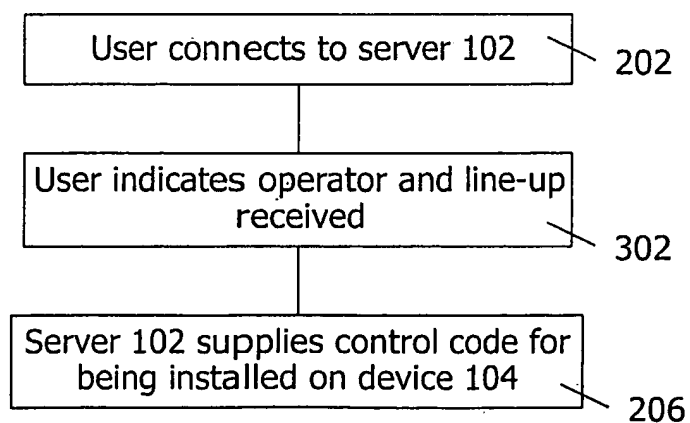 User connects to server 102
202
User indicates operator and line-up
received
302
Server 102 supplies control code for
being installed on device 104
206